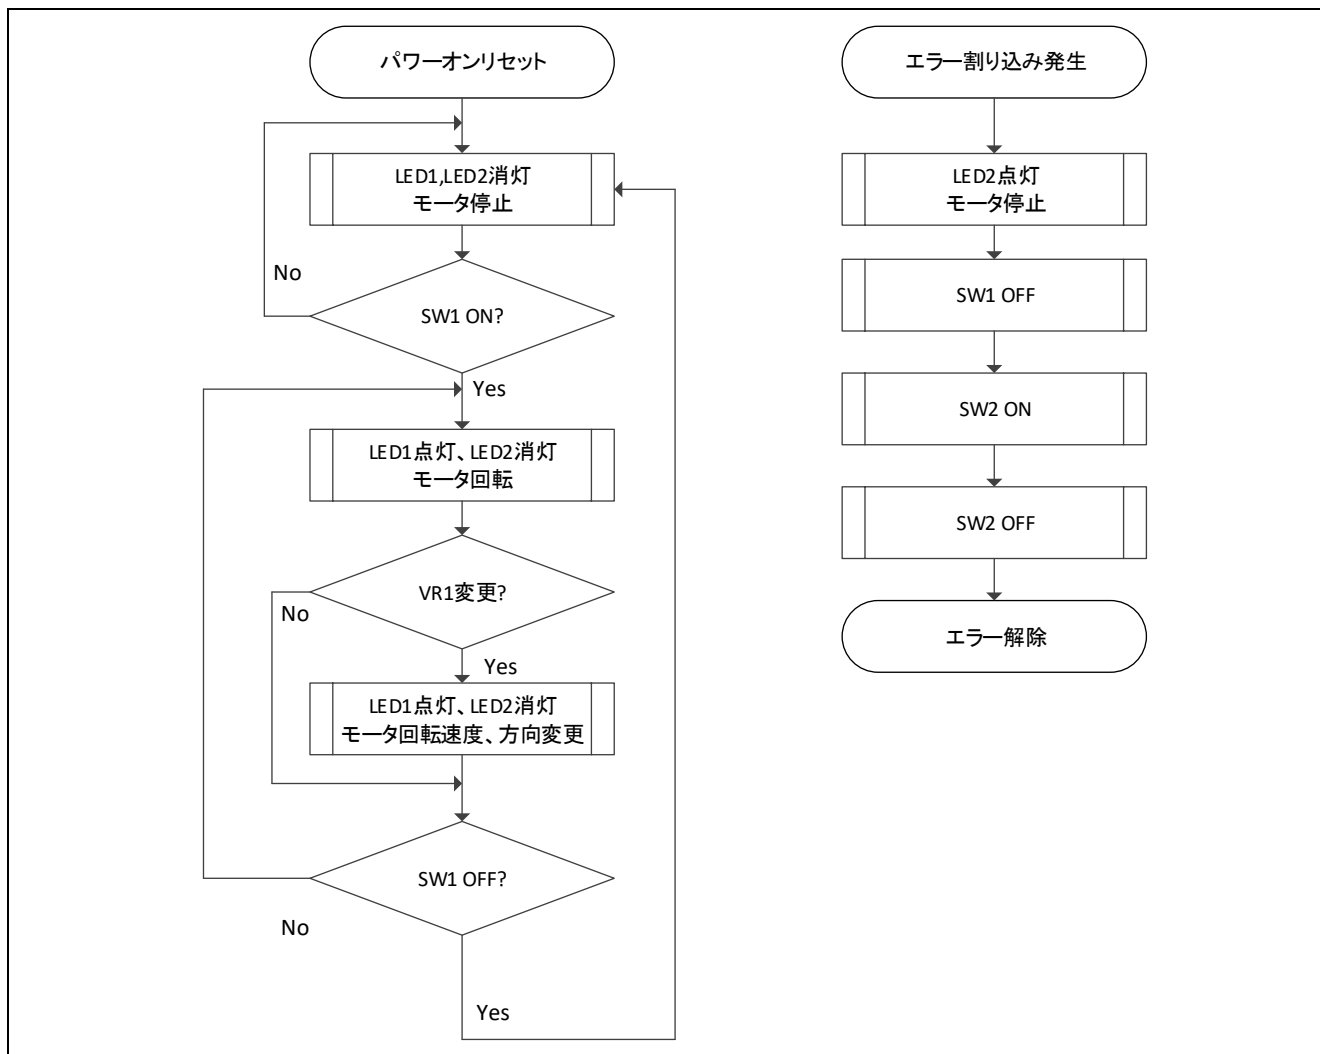 パワーオンリセット
LED1,LED2消灯
モータ停止
No
SW1 ON?
Yes
LED1点灯、LED2消灯
モータ回転
VR1変更?
No
Yes
LED1点灯、LED2消灯
モータ回転速度、方向変更
SW1 OFF?
No
Yes
エラー割り込み発生
LED2点灯
モータ停止
SW1 OFF
SW2 ON
SW2 OFF
エラー解除